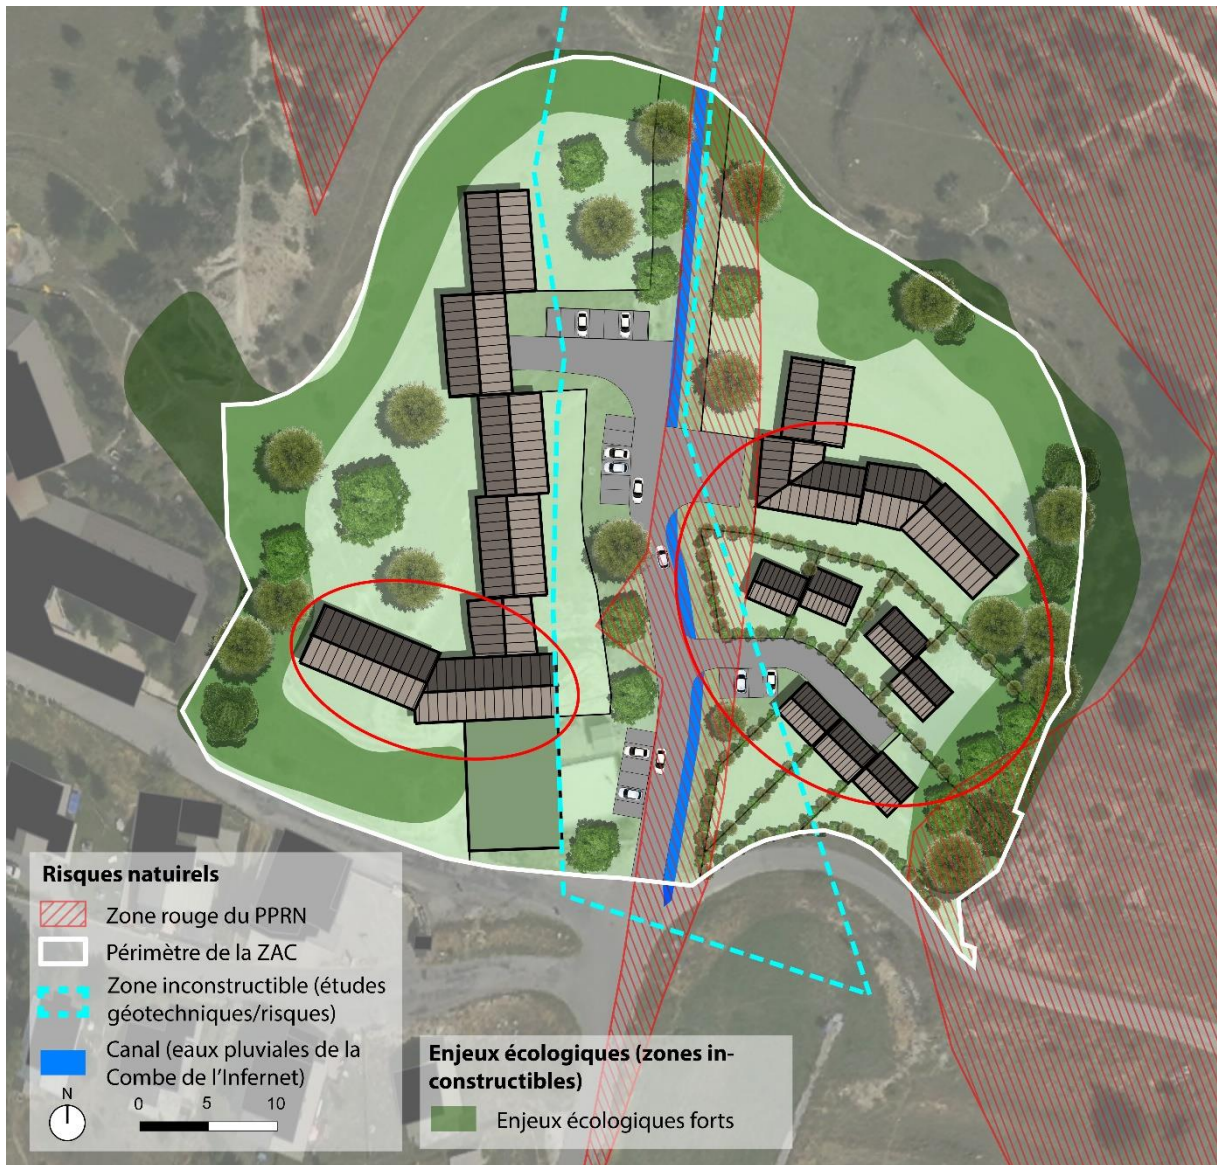 Risques natuirels
Zone rouge du PPRN
Périmètre de la ZAC
Zone inconstructible (études
géotechniques/risques)
Canal (eaux pluviales de la
Combe de l'Infernet)
N
0 5 10
Enjeux écologiques (zones in-
constructibles)
Enjeux écologiques forts